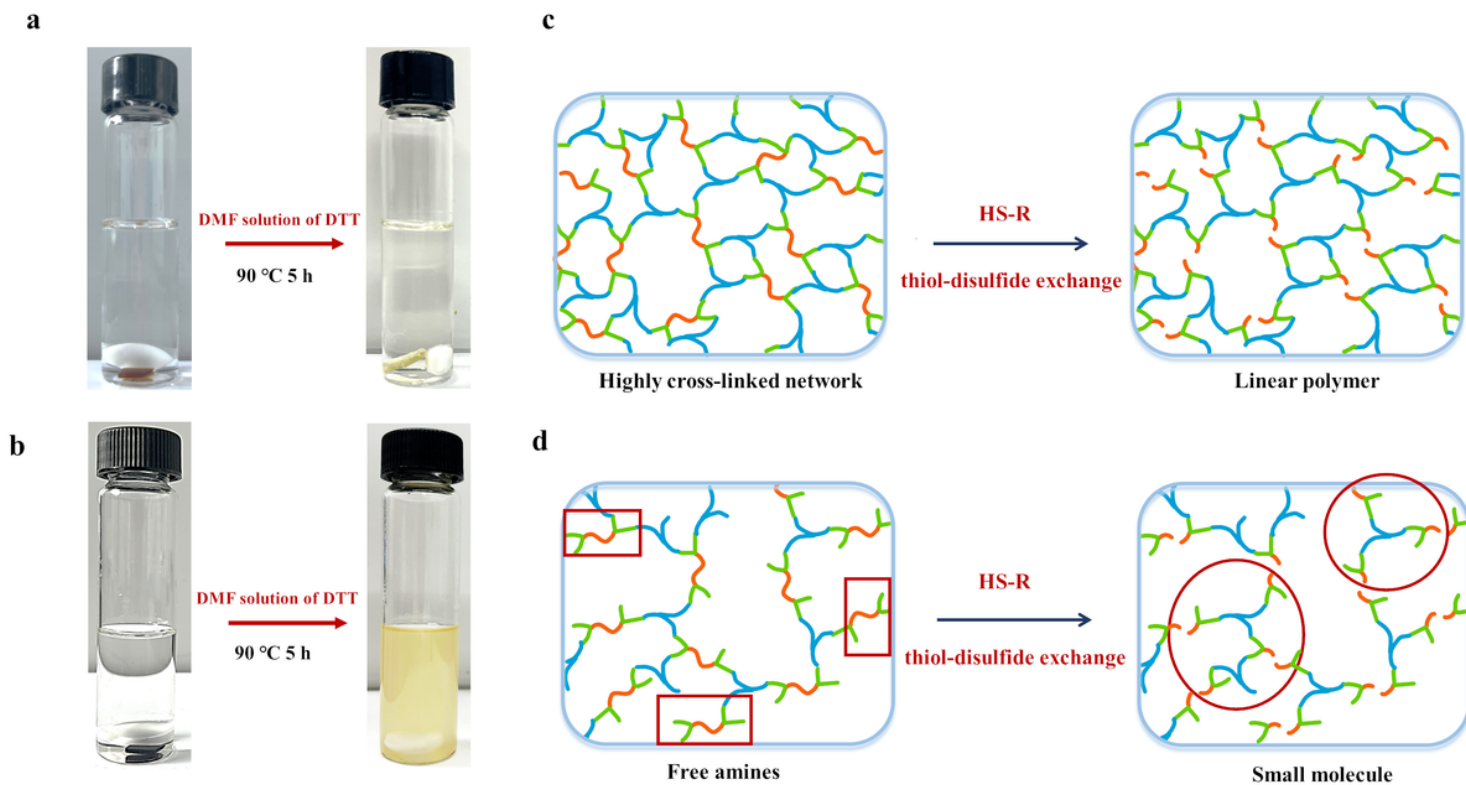 a
DMF solution of DTT
90 °C 5 h
b
DMF solution of DTT
90 °C 5 h
c
HS-R
thiol-disulfide exchange
Highly cross-linked network
Linear polymer
d
HS-R
thiol-disulfide exchange
Free amines
Small molecule